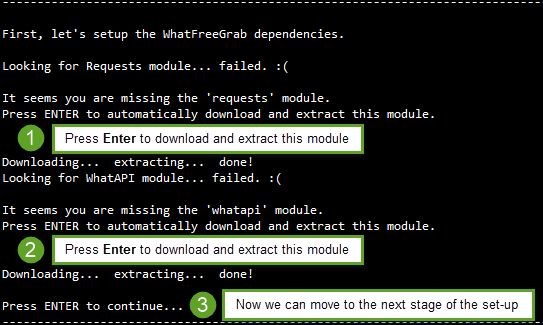 First, let's setup the WhatFreeGrab dependencies.
Looking for Requests module... failed. :(
It seems you are missing the 'requests' module.
Press ENTER to automatically download and extract this module.
1 Press Enter to download and extract this module
Downloading... extracting... done!
Looking for WhatAPI module... failed. :(
It seems you are missing the 'whatapi' module.
Press ENTER to automatically download and extract this module.
2 Press Enter to download and extract this module
Downloading... extracting... done!
Press ENTER to continue... 3 Now we can move to the next stage of the set-up